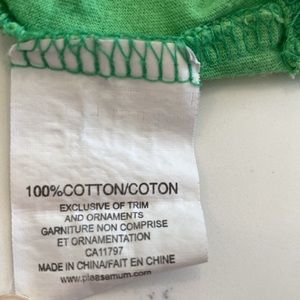 100%COTTON/COTON
EXCLUSIVE OF TRIM
AND ORNAMENTS
GARNITURE NON COMPRISE
ET ORNEMENTATION
CA11797
MADE IN CHINA/FAIT EN CHINE
www.pleasemum.com